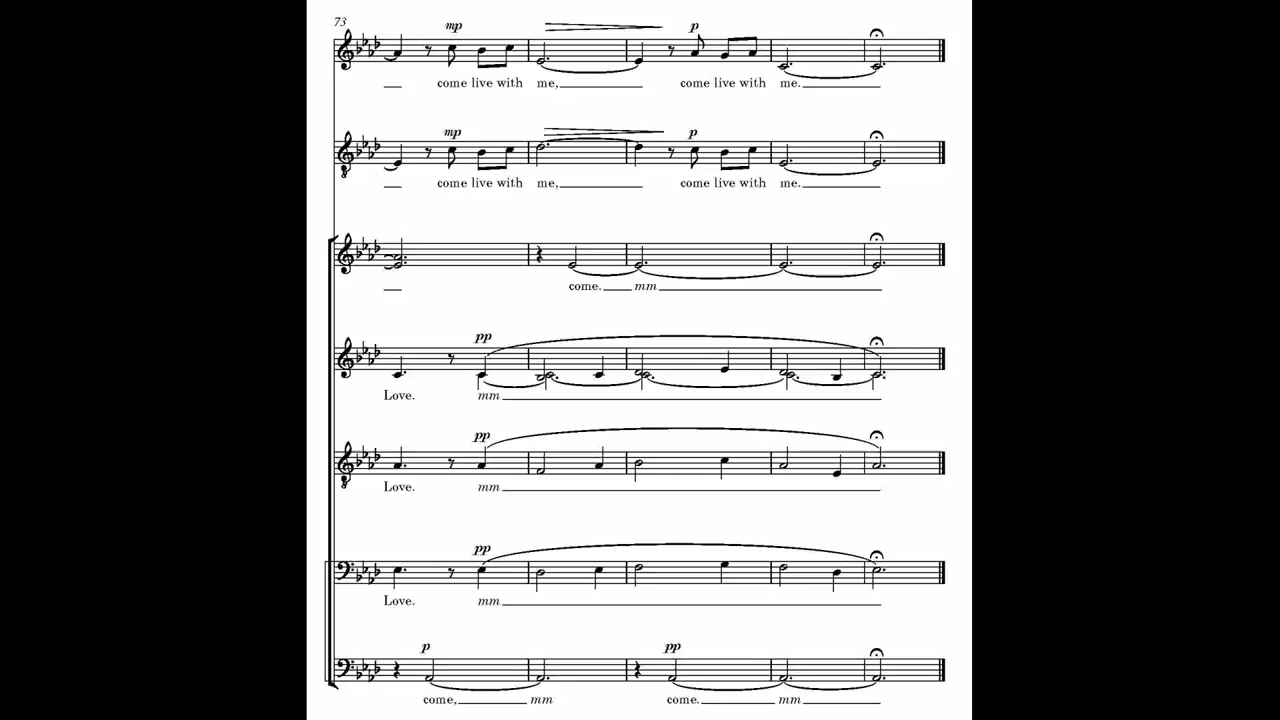 73
mp p
come live with me, come live with me.
mp p
come live with me, come live with me.
come. mm
pp
Love. mm
pp
Love. mm
pp
Love. mm
p pp
come, mm come. mm